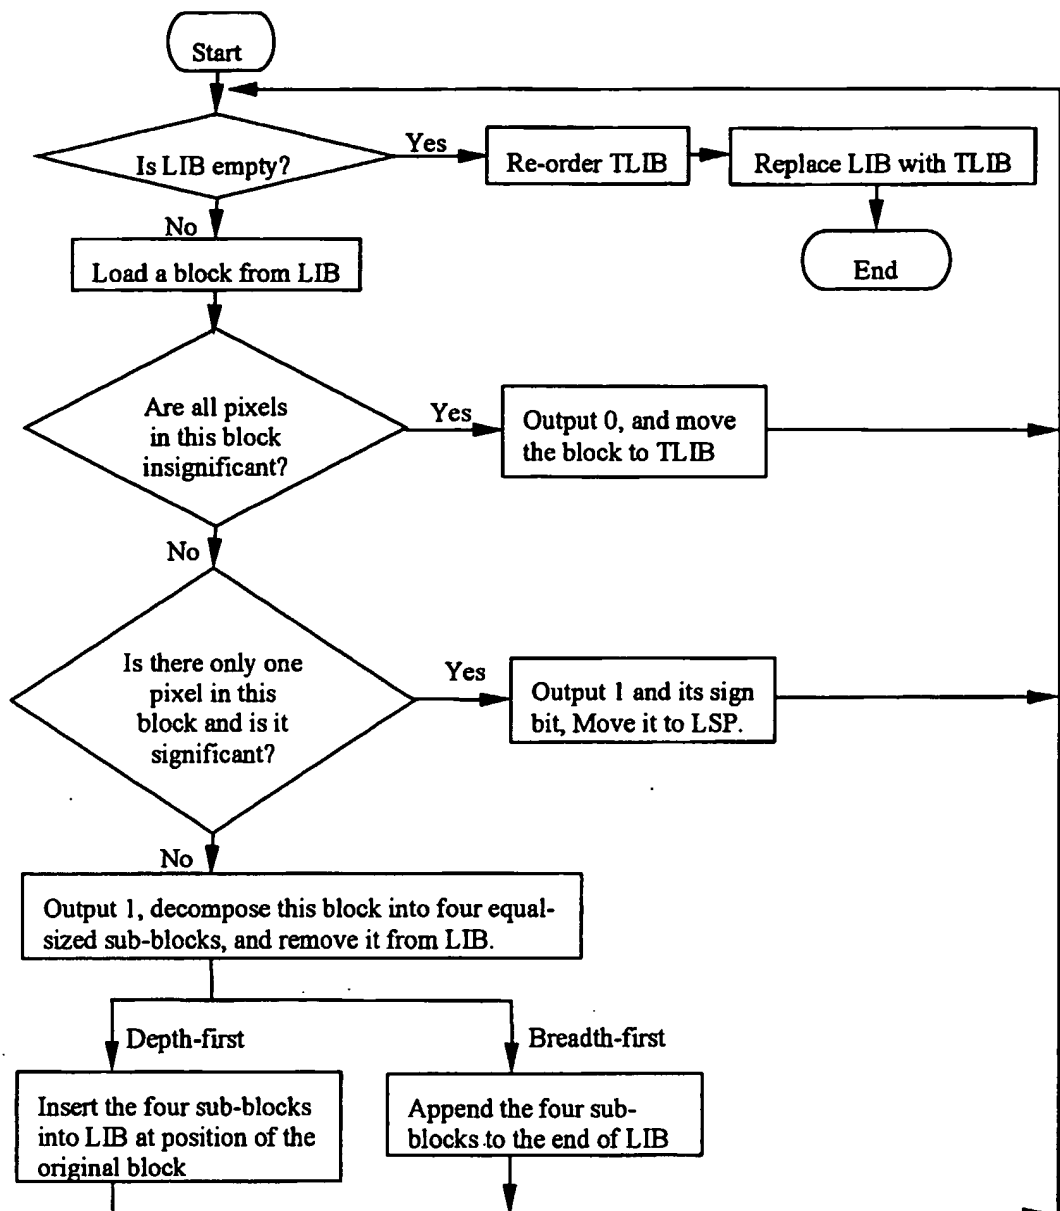 Start
Is LIB empty?
Yes
Re-order TLIB
Replace LIB with TLIB
No
Load a block from LIB
End
Are all pixels
in this block
insignificant?
Yes
Output 0, and move
the block to TLIB
No
Is there only one
pixel in this
block and is it
significant?
Yes
Output 1 and its sign
bit, Move it to LSP.
No
Output 1, decompose this block into four equal-
sized sub-blocks, and remove it from LIB.
Depth-first
Breadth-first
Insert the four sub-blocks
into LIB at position of the
original block
Append the four sub-
blocks to the end of LIB